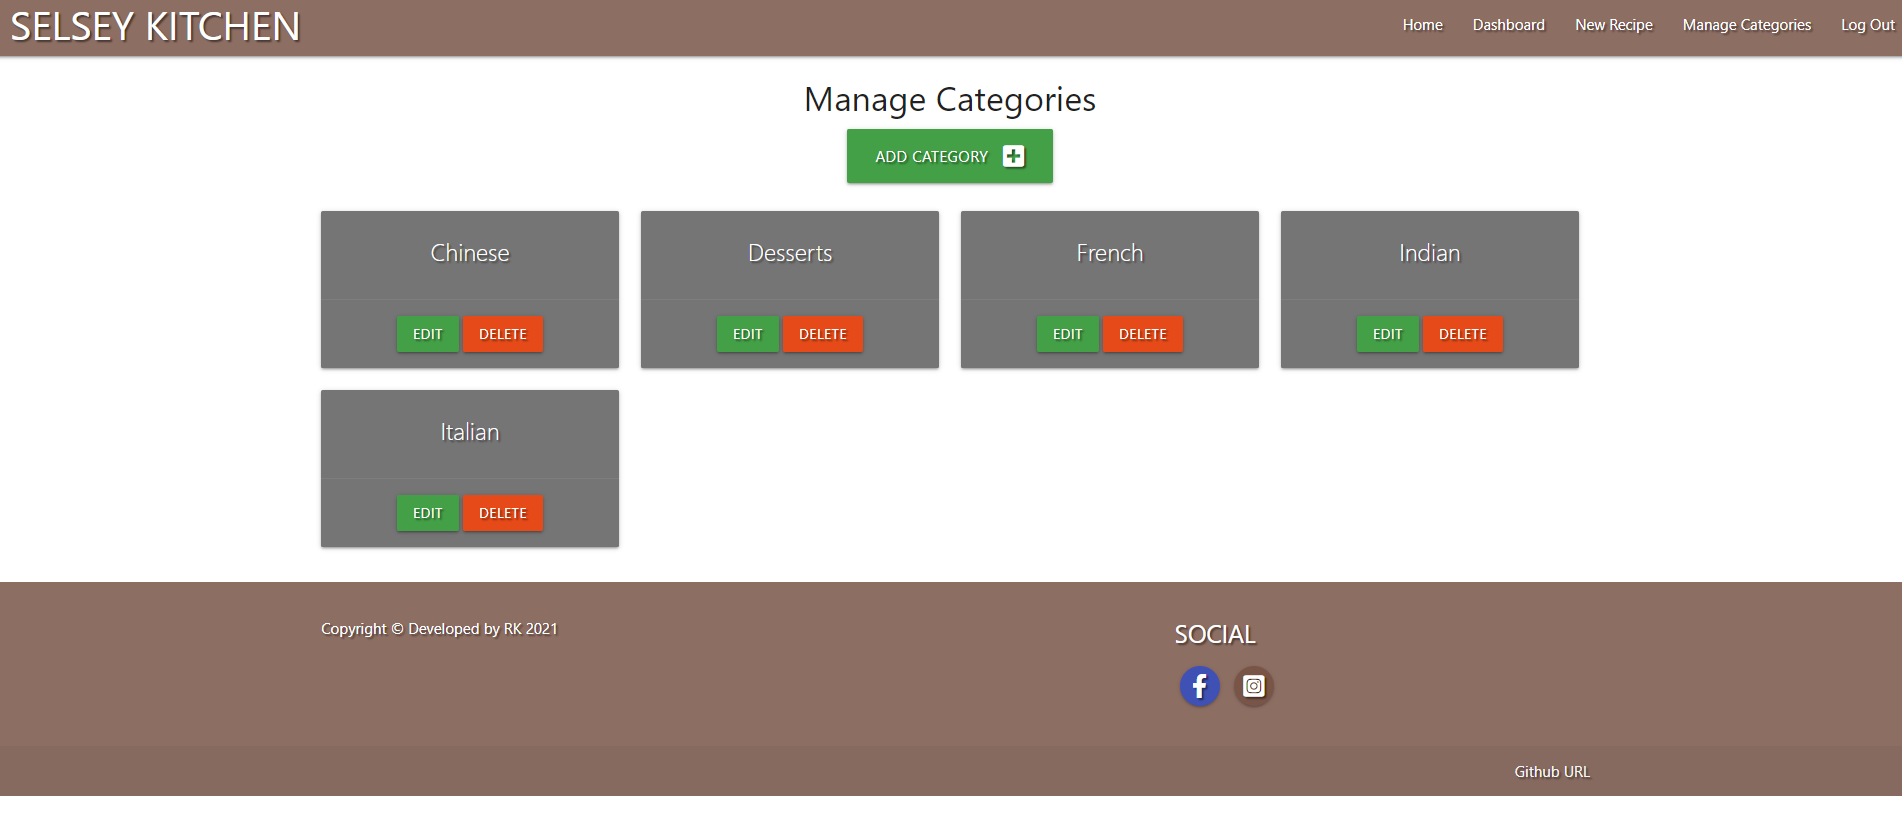 SELSEY KITCHEN
Home Dashboard New Recipe Manage Categories Log Out
Manage Categories
ADD CATEGORY
Chinese
EDIT DELETE
Desserts
EDIT DELETE
French
EDIT DELETE
Indian
EDIT DELETE
Italian
EDIT DELETE
Copyright © Developed by RK 2021
SOCIAL
Github URL